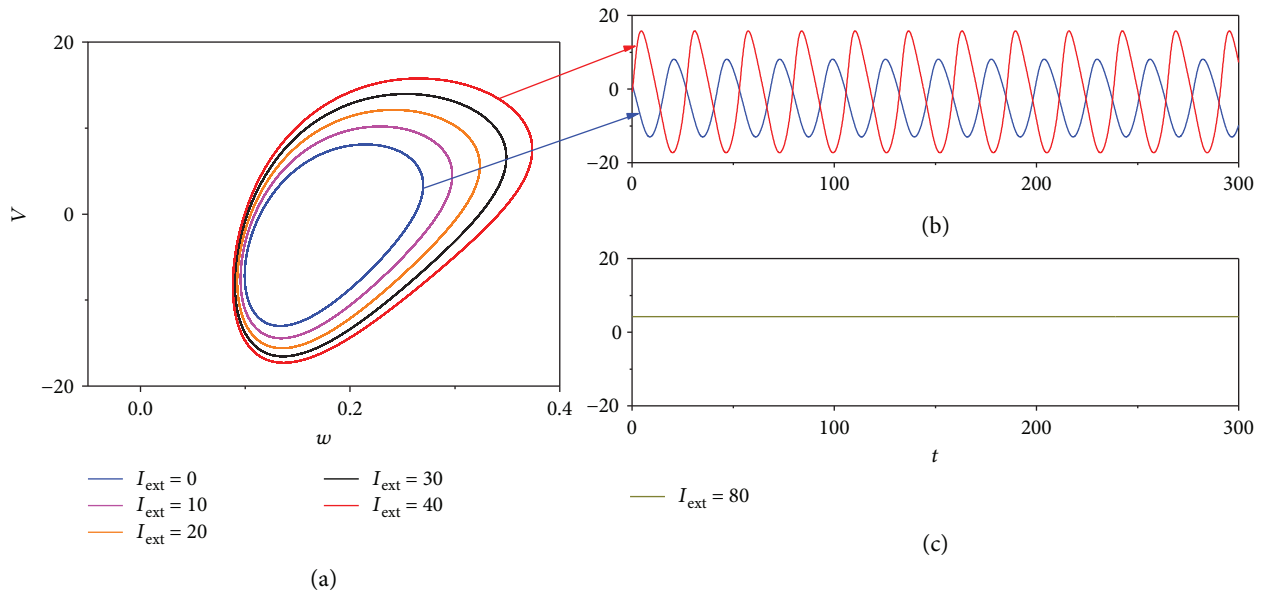 20
0
−20
V
0.0 0.2 0.4
w
I_ext = 0
I_ext = 10
I_ext = 20
I_ext = 30
I_ext = 40
(a)
20
0
−20
0 100 200 300
(b)
20
0
−20
0 100 200 300
t
I_ext = 80
(c)